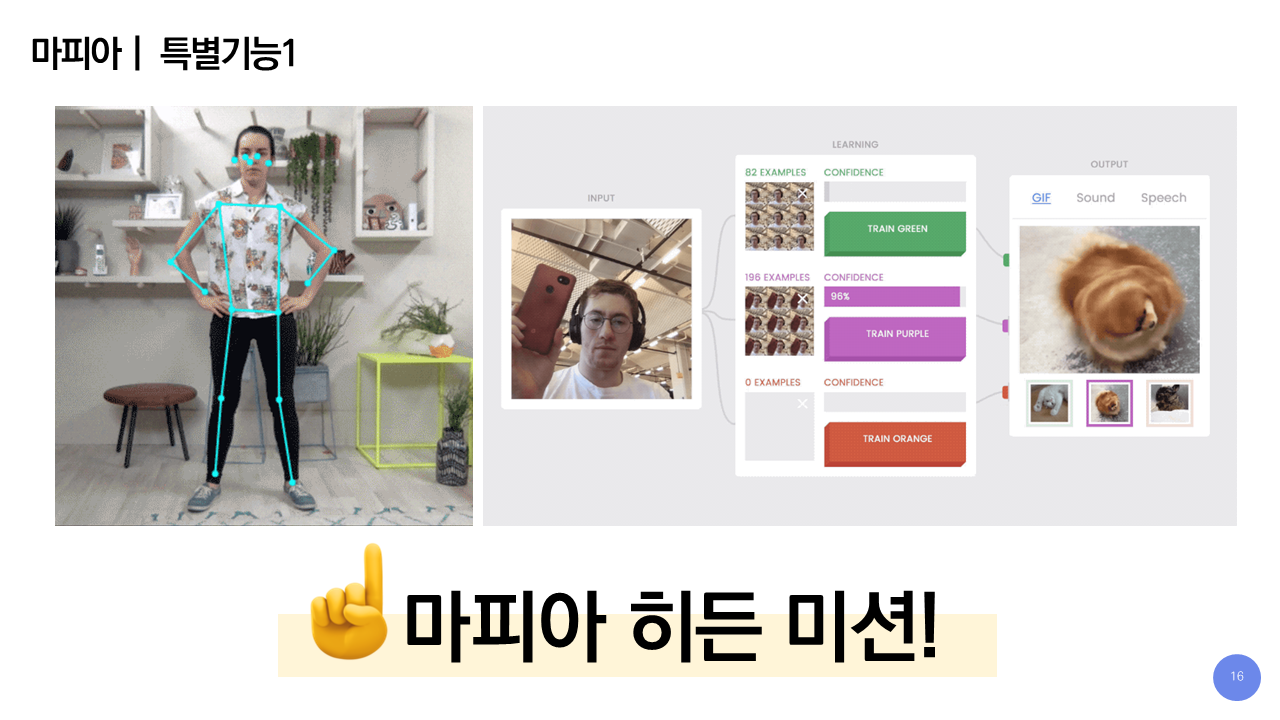 마피아 | 특별기능1
INPUT
LEARNING
82 EXAMPLES CONFIDENCE
TRAIN GREEN
196 EXAMPLES CONFIDENCE
96%
TRAIN PURPLE
0 EXAMPLES CONFIDENCE
TRAIN ORANGE
OUTPUT
GIF Sound Speech
마피아 히든 미션!
16